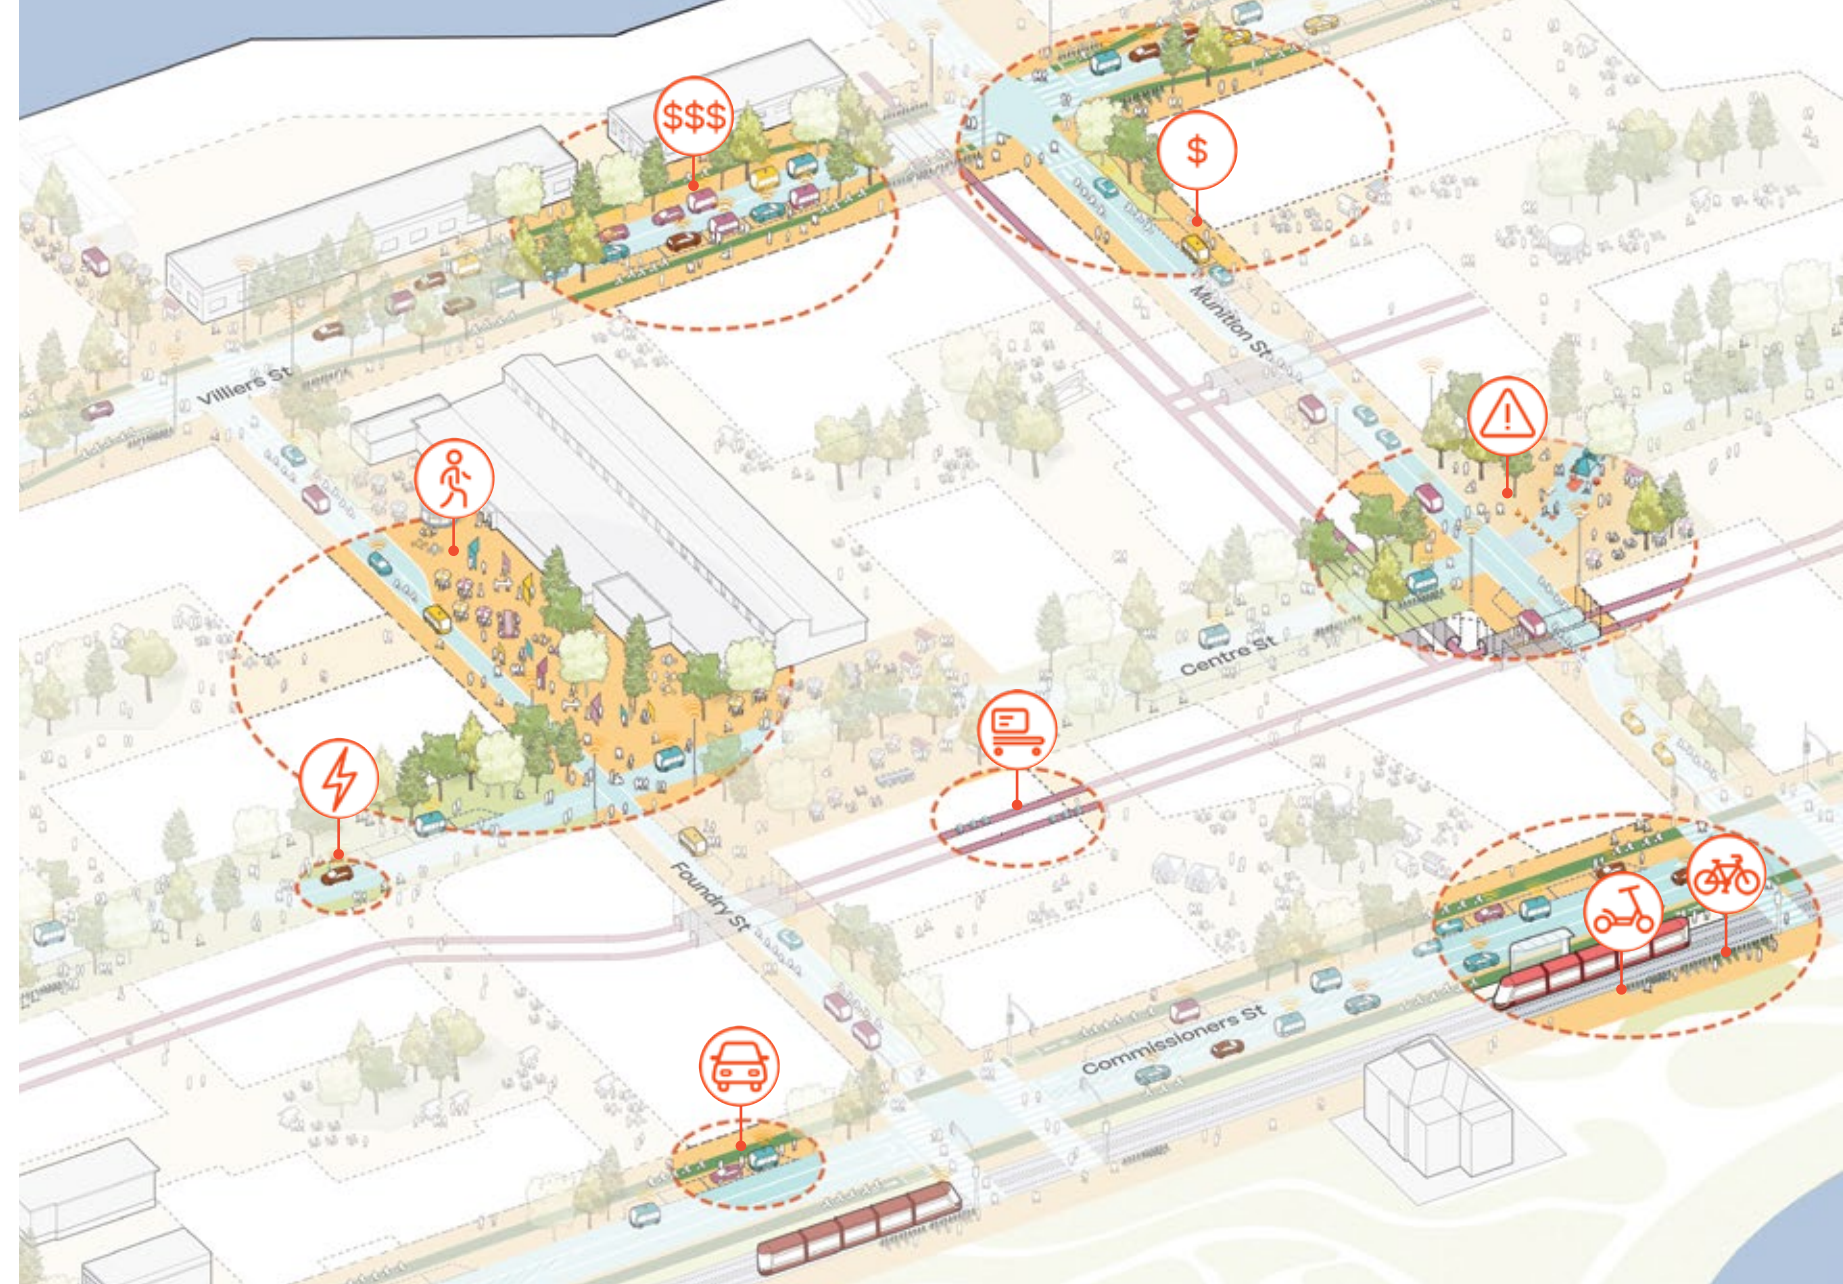 $$$
$
Munition St
Villiers St
Centre St
Foundry St
Commissioners St